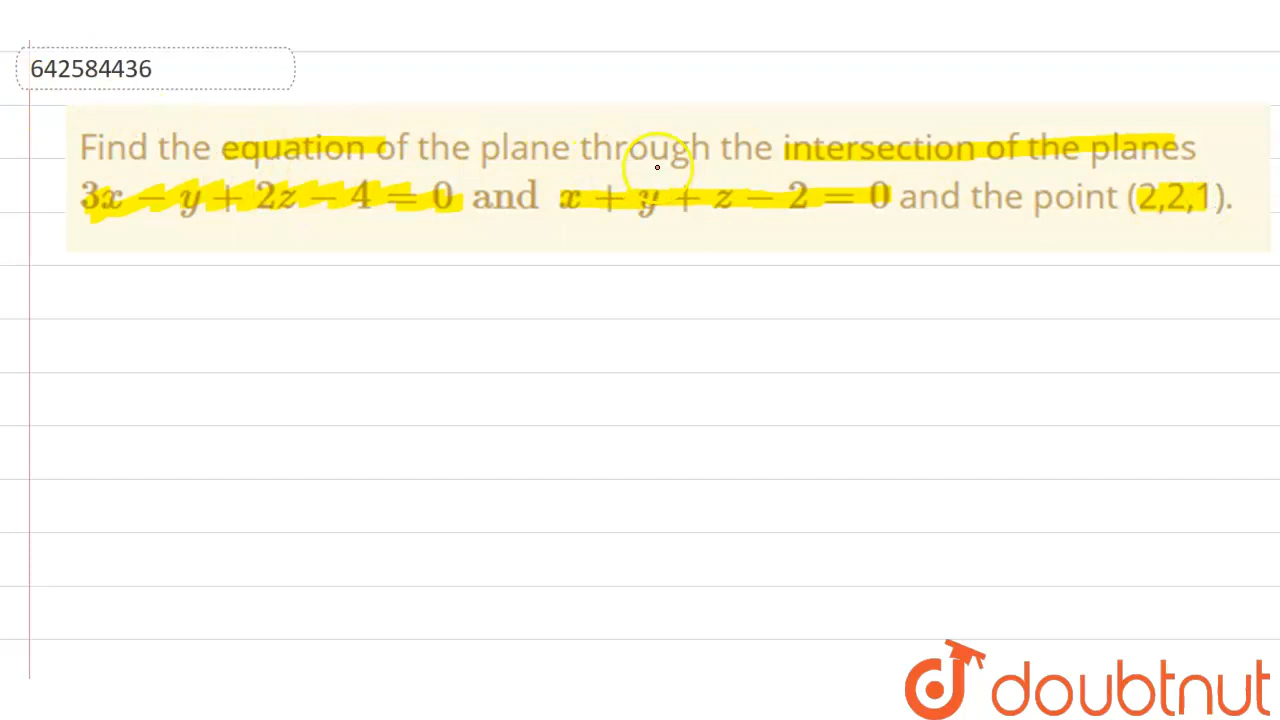 642584436
Find the equation of the plane through the intersection of the planes
3x − y + 2z − 4 = 0 and x + y + z − 2 = 0 and the point (2,2,1).
doubtnut